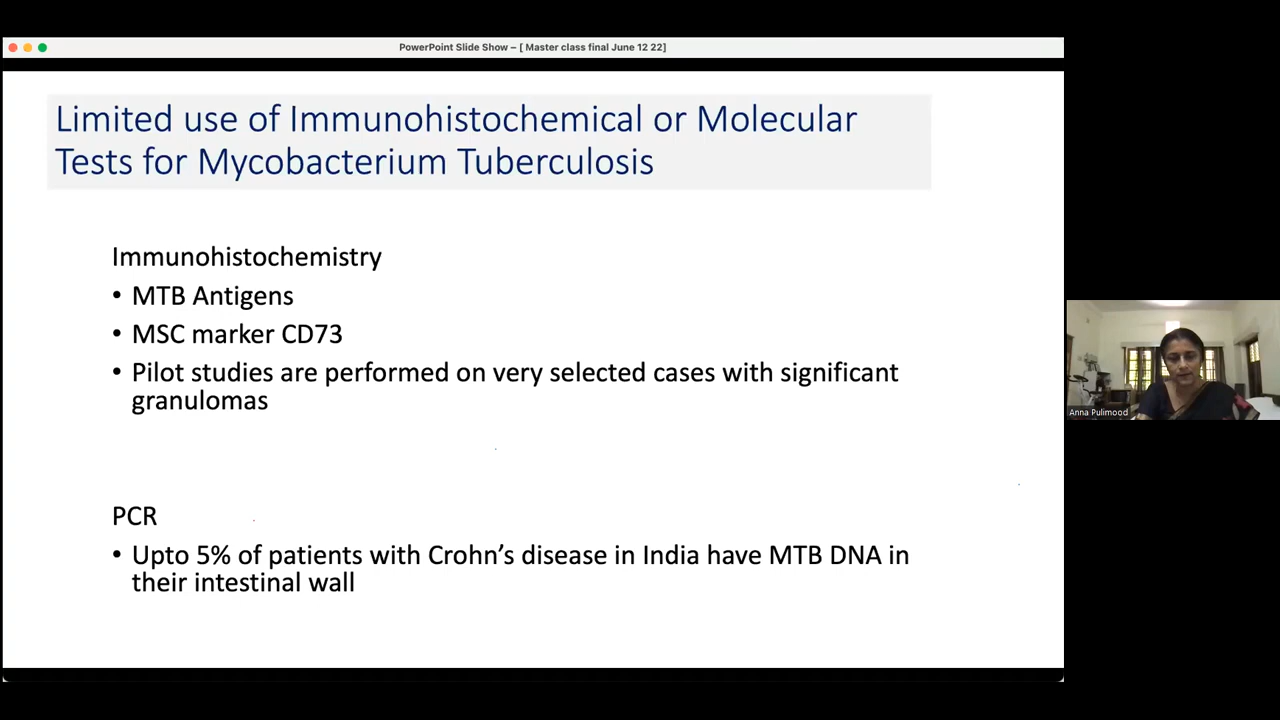 PowerPoint Slide Show – [ Master class final June 12 22]
Limited use of Immunohistochemical or Molecular
Tests for Mycobacterium Tuberculosis
Immunohistochemistry
• MTB Antigens
• MSC marker CD73
• Pilot studies are performed on very selected cases with significant
granulomas
PCR
• Upto 5% of patients with Crohn’s disease in India have MTB DNA in
their intestinal wall
Anna Pulimood